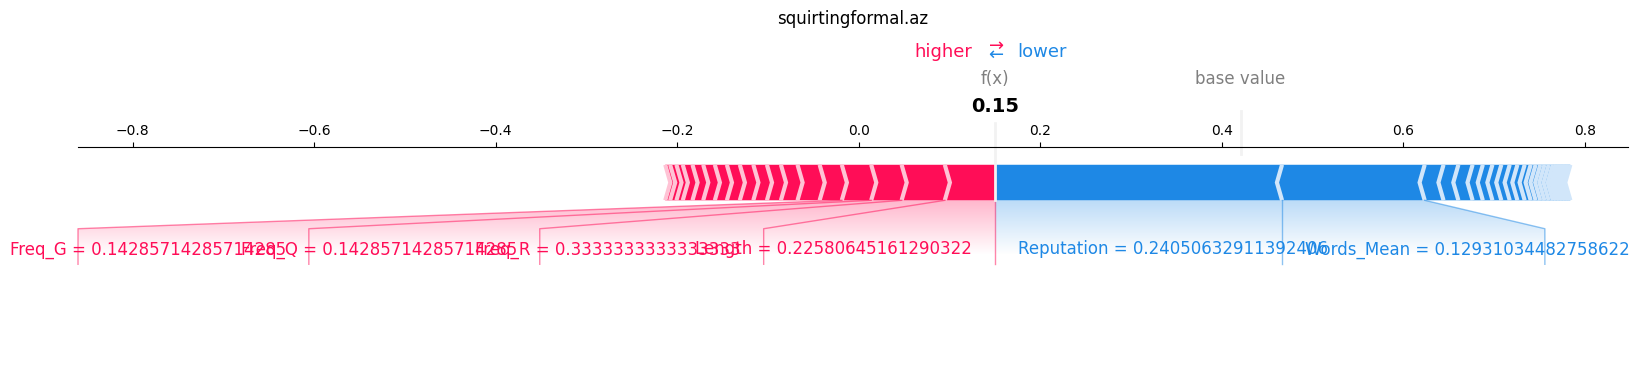 squirtingformal.az
higher → ← lower
f(x) base value
0.15
−0.8 −0.6 −0.4 −0.2 0.0 0.2 0.4 0.6 0.8
Freq_G = 0.14285714285714285 Freq_Q = 0.14285714285714285 Freq_R = 0.3333333333333333 Length = 0.22580645161290322 Reputation = 0.24050632911392406 Words_Mean = 0.12931034482758622